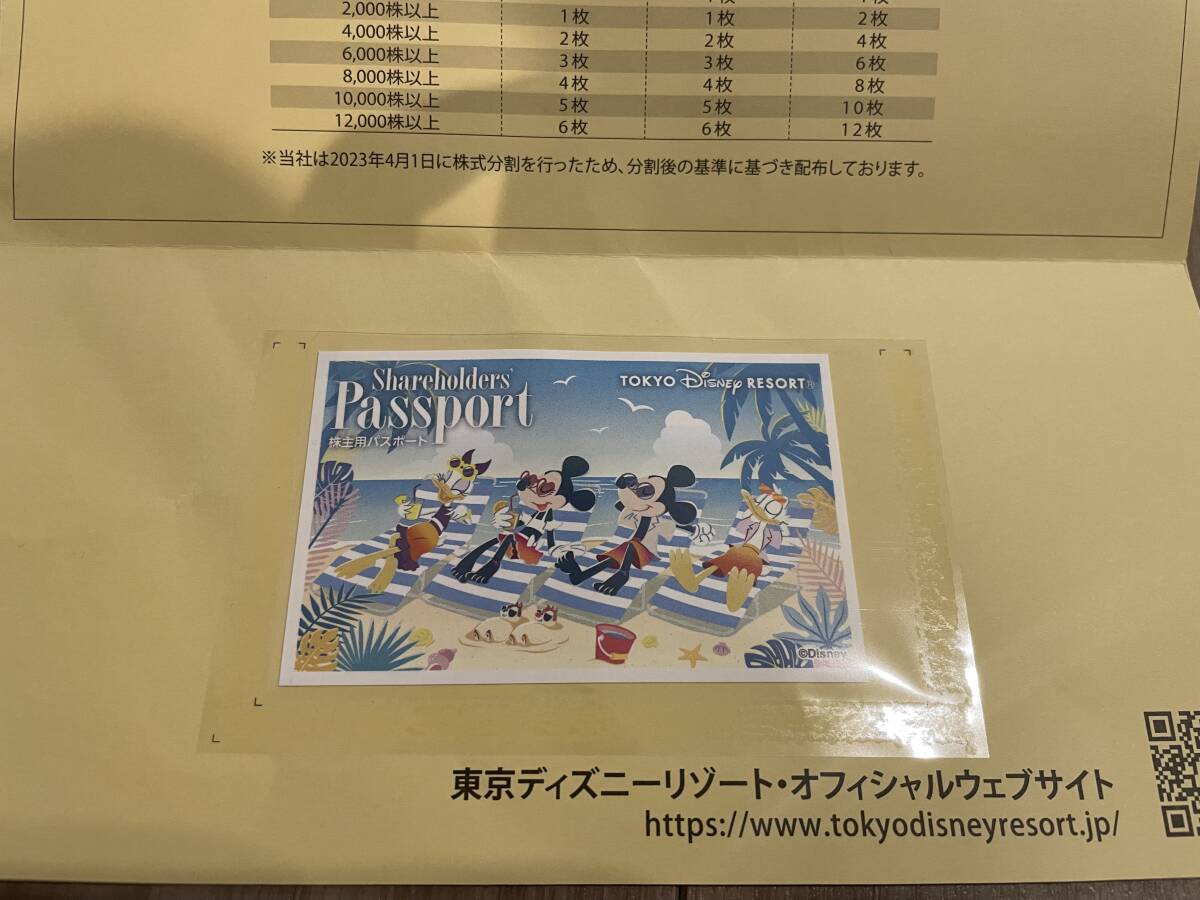 2,000株以上 1枚 1枚 2枚
4,000株以上 2枚 2枚 4枚
6,000株以上 3枚 3枚 6枚
8,000株以上 4枚 4枚 8枚
10,000株以上 5枚 5枚 10枚
12,000株以上 6枚 6枚 12枚
※当社は2023年4月1日に株式分割を行ったため、分割後の基準に基づき配布しております。
Shareholders'
Passport
株主用パスポート
TOKYO Disney RESORT®
©Disney
東京ディズニーリゾート・オフィシャルウェブサイト
https://www.tokyodisneyresort.jp/